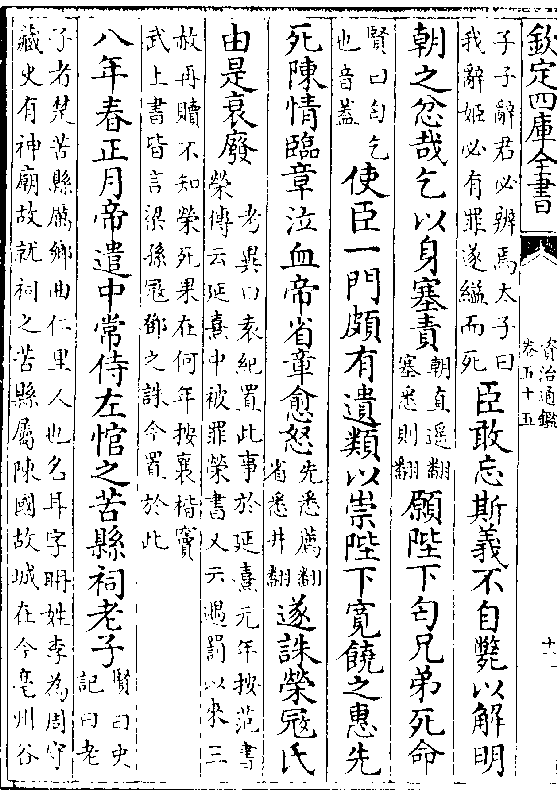 欽定四庫全書
資治通鑑
卷五十五
十一
子子辭君必辨焉太子曰
我辭姬必有罪遂縊而死
臣敢忘斯義不自斃以解明
朝之忿哉乞以身塞責
朝直遥翻
塞悉則翻
願陛下匄兄弟死命
賢曰匄乞
也音蓋
使臣一門頗有遺類以崇陛下寛饒之惠先
死陳情臨章泣血帝省章愈怒
先悉薦翻
省悉井翻
遂誅榮冦氏
由是衰廢
考異曰袁紀置此事於延熹元年按范書
榮傳云延熹中被罪榮書又云遇罰以來三
赦再贖不知榮死果在何年按襄楷竇
武上書皆言梁孫冦鄧之誅今置於此
八年春正月帝遣中常侍左悺之苦縣祠老子
賢曰史
記曰老
子者楚苦縣厲鄉曲仁里人也名耳字耼姓李為周守
藏史有神廟故就祠之苦縣屬陳國故城在今亳州谷